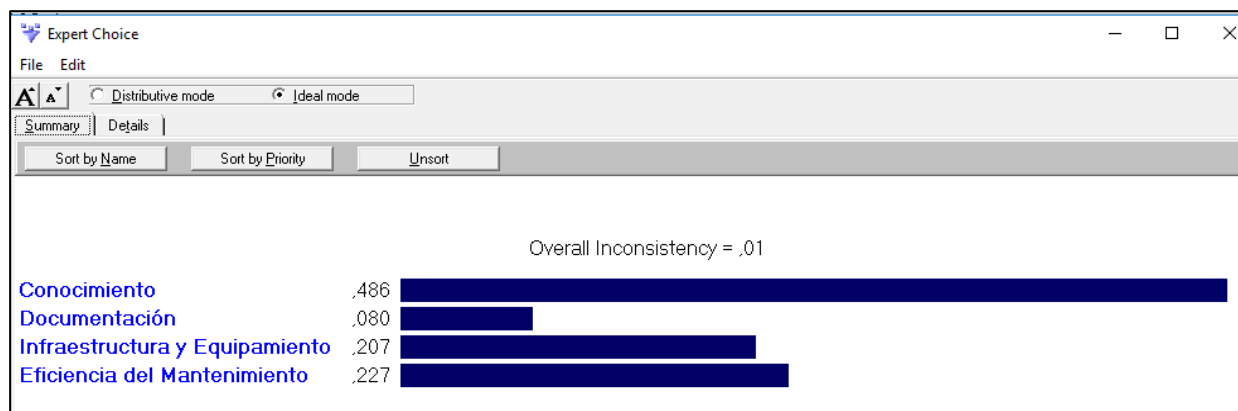 Expert Choice
File Edit
A A Distributive mode Ideal mode
Summary Details
Sort by Name Sort by Priority Unsort
Overall Inconsistency = ,01
Conocimiento ,486
Documentación ,080
Infraestructura y Equipamiento ,207
Eficiencia del Mantenimiento ,227